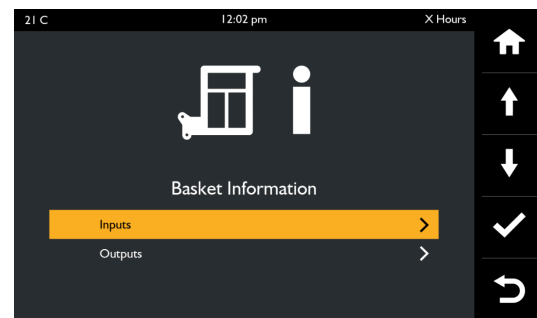 21 C 12:02 pm X Hours
Basket Information
Inputs
Outputs